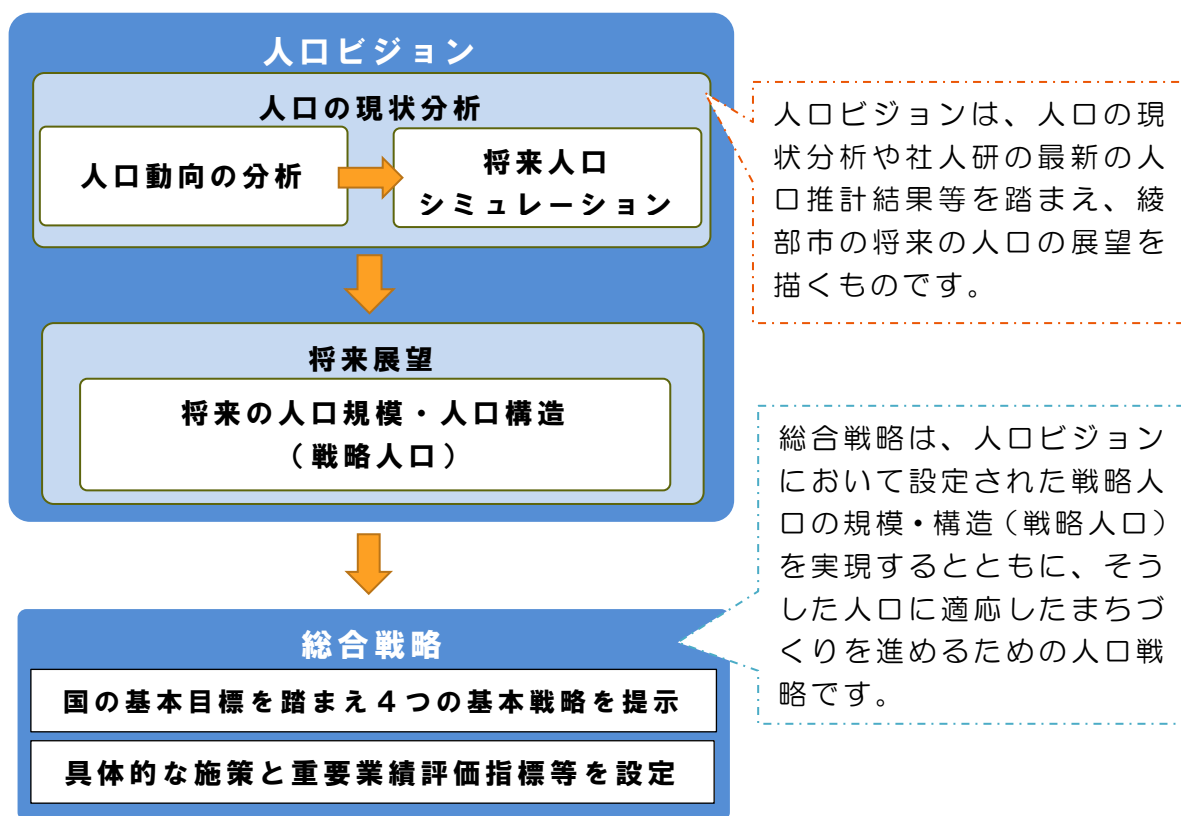 人口ビジョン
人口の現状分析
人口動向の分析
将来人口
シミュレーション
人口ビジョンは、人口の現
状分析や社人研の最新の人
口推計結果等を踏まえ、綾
部市の将来の人口の展望を
描くものです。
将来展望
将来の人口規模・人口構造
（戦略人口）
総合戦略は、人口ビジョン
において設定された戦略人
口の規模・構造（戦略人口）
を実現するとともに、そう
した人口に適応したまちづ
くりを進めるための人口戦
略です。
総合戦略
国の基本目標を踏まえ４つの基本戦略を提示
具体的な施策と重要業績評価指標等を設定